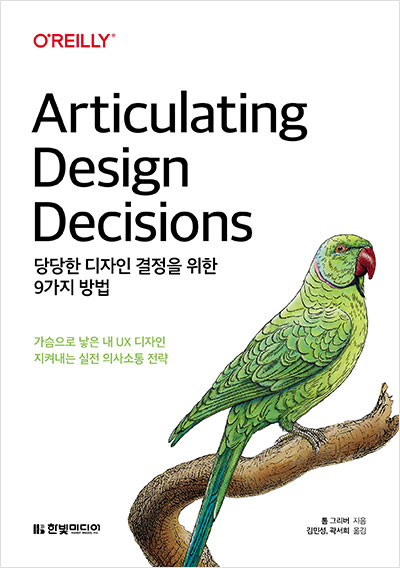 O'REILLY®
Articulating
Design
Decisions
당당한 디자인 결정을 위한
9가지 방법
가슴으로 낳은 내 UX 디자인
지켜내는 실전 의사소통 전략
한빛미디어
톰 그리버 지음
김민성, 곽서희 옮김